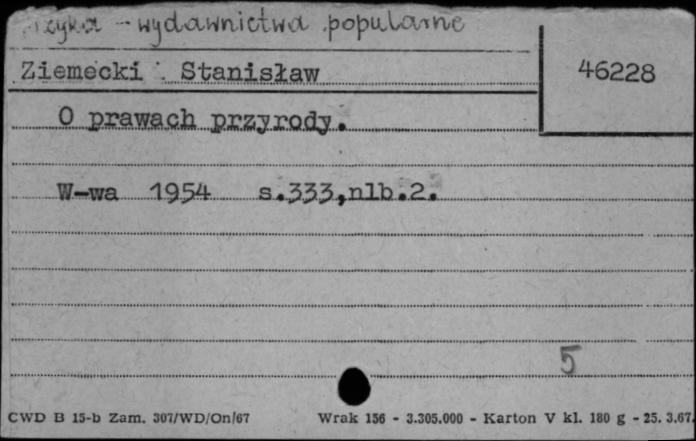 Fizyka - wydawnictwa popularne
Ziemecki Stanisław
46228
O prawach przyrody.
W-wa 1954 s.333,nlb.2.
5
CWD B 15-b Zam. 307/WD/On/67 Wrak 156 - 3.305.000 - Karton V kl. 180 g - 25. 3.67.